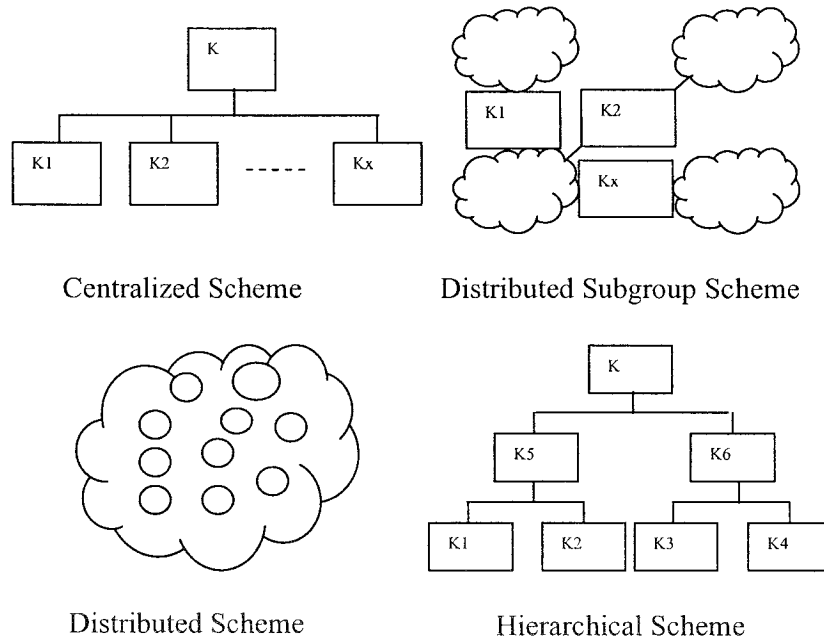 K
K1 K2 ----- Kx
Centralized Scheme
K1 K2
Kx
Distributed Subgroup Scheme
Distributed Scheme
K
K5 K6
K1 K2 K3 K4
Hierarchical Scheme